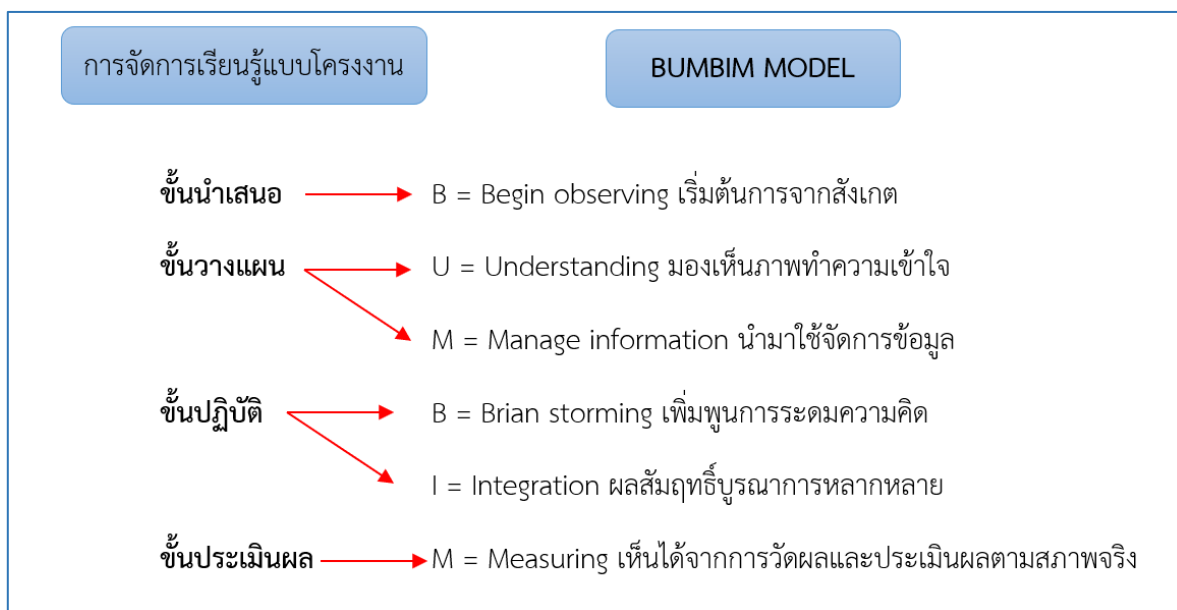 การจัดการเรียนรู้แบบโครงงาน
BUMBIM MODEL
ขั้นนำเสนอ B = Begin observing เริ่มต้นการจากสังเกต
ขั้นวางแผน U = Understanding มองเห็นภาพทำความเข้าใจ
M = Manage information นำมาใช้จัดการข้อมูล
ขั้นปฏิบัติ B = Brian storming เพิ่มพูนการระดมความคิด
I = Integration ผลสัมฤทธิ์บูรณาการหลากหลาย
ขั้นประเมินผล M = Measuring เห็นได้จากการวัดผลและประเมินผลตามสภาพจริง